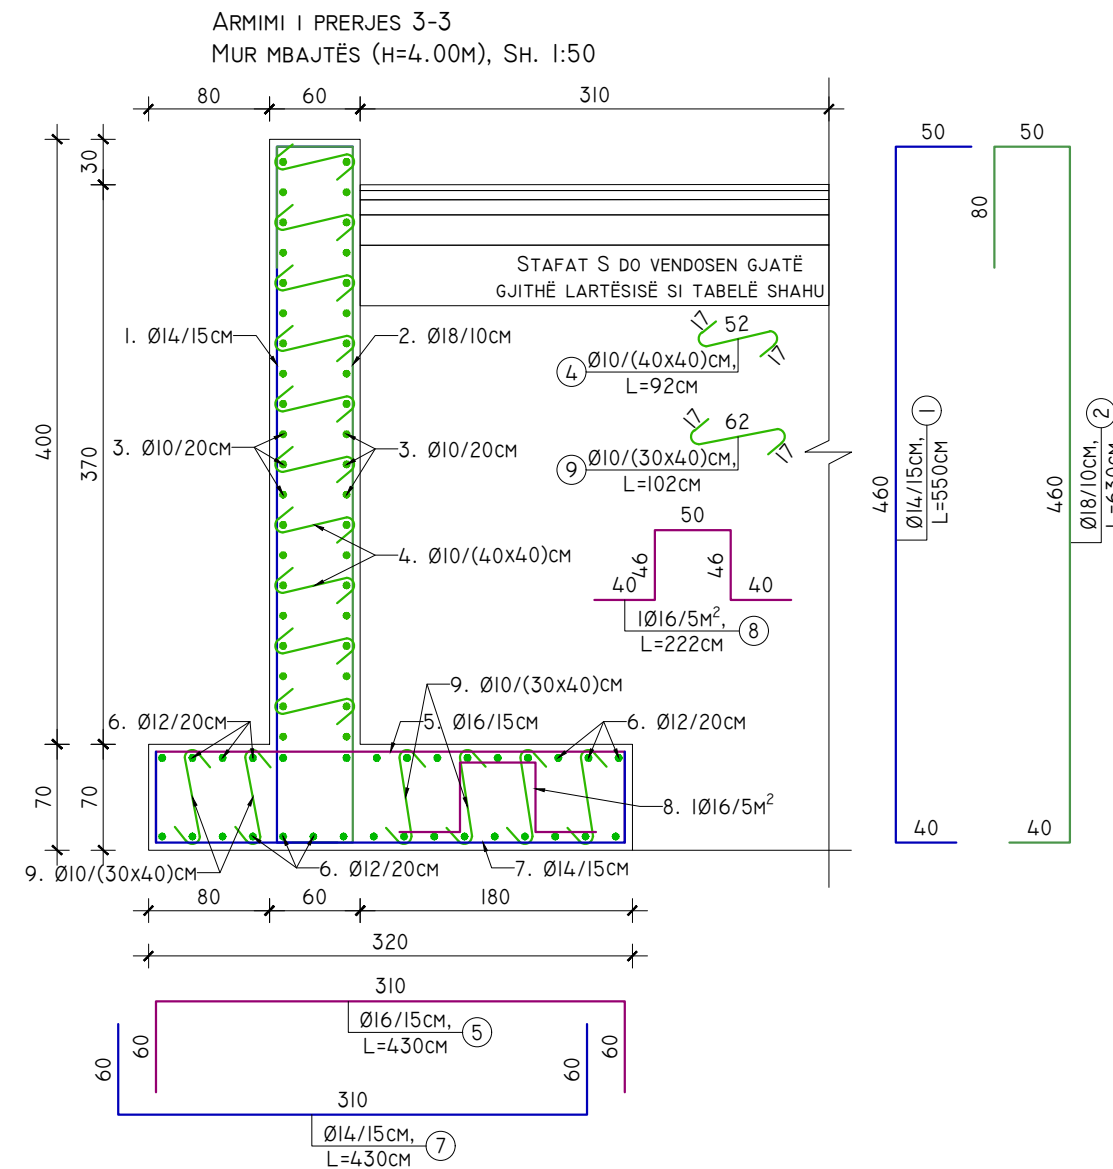 ARMIMI I PRERJES 3-3
MUR MBAJTËS (H=4.00M), SH. 1:50
80 60 310
50 50
30
80
STAFAT S DO VENDOSEN GJATË
GJITHË LARTËSISË SI TABELË SHAHU
17 52 17
1. Ø14/15CM
2. Ø18/10CM
4 Ø10/(40X40)CM,
L=92CM
400
370
3. Ø10/20CM
3. Ø10/20CM
17 62 17
9 Ø10/(30X40)CM,
L=102CM
460
Ø14/15CM, 1
L=550CM
460
Ø18/10CM, 2
L=630CM
50
4. Ø10/(40X40)CM
40 46 46 40
1Ø16/5M², 8
L=222CM
9. Ø10/(30X40)CM
6. Ø12/20CM
5. Ø16/15CM
6. Ø12/20CM
70 70
8. 1Ø16/5M²
40 40
9. Ø10/(30X40)CM
6. Ø12/20CM
7. Ø14/15CM
80 60 180
320
310
Ø16/15CM, 5
L=430CM
60 60 60 60
310
Ø14/15CM, 7
L=430CM